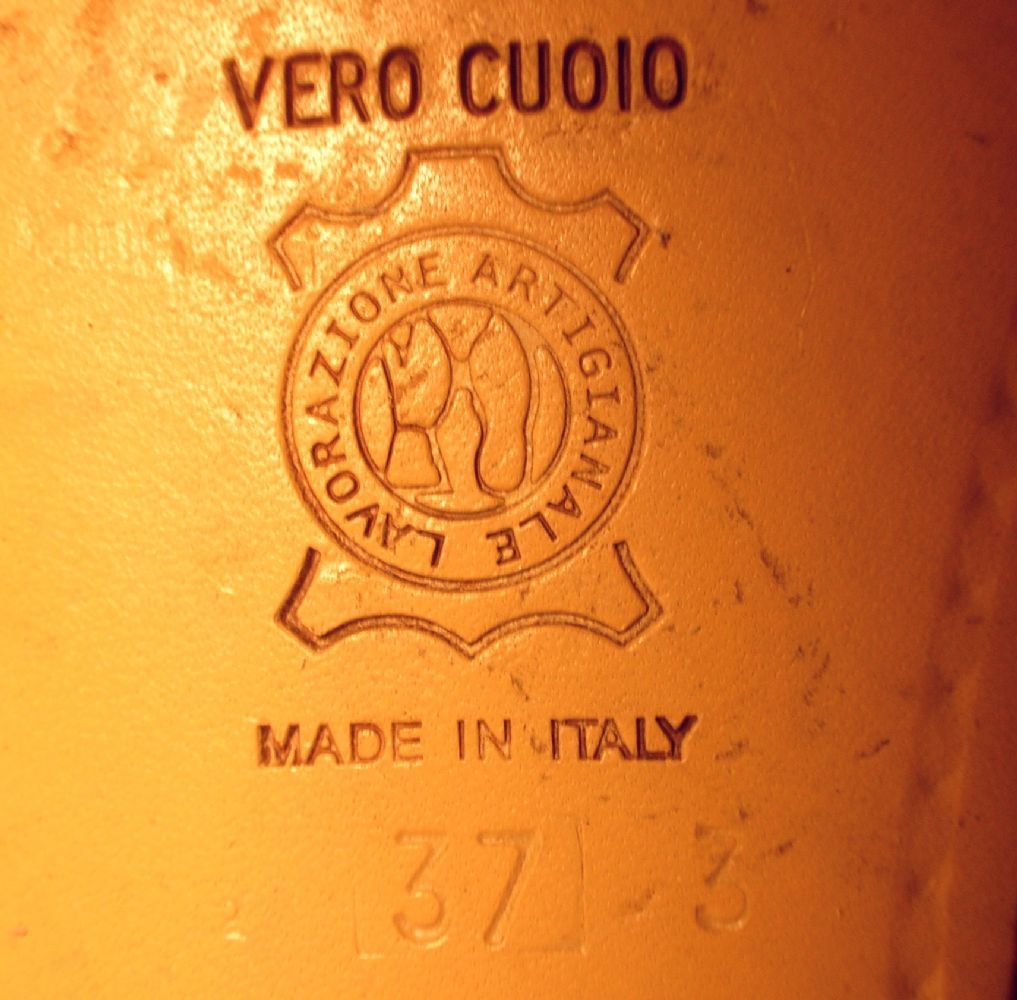 VERO CUOIO
LAVORAZIONE ARTIGIANALE
MADE IN ITALY
37 3